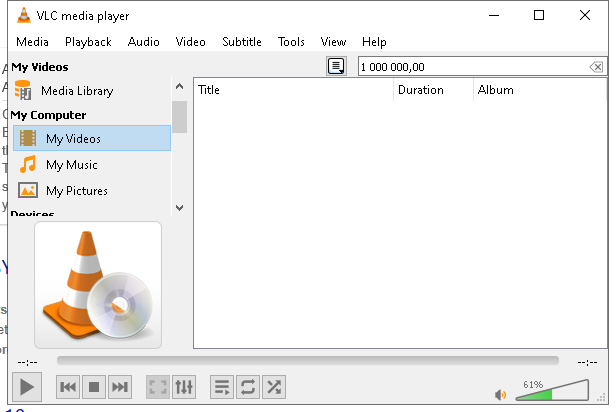 VLC media player
Media Playback Audio Video Subtitle Tools View Help
My Videos
1 000 000,00
Media Library
Title Duration Album
My Computer
My Videos
My Music
My Pictures
Devices
--:-- --:--
61%